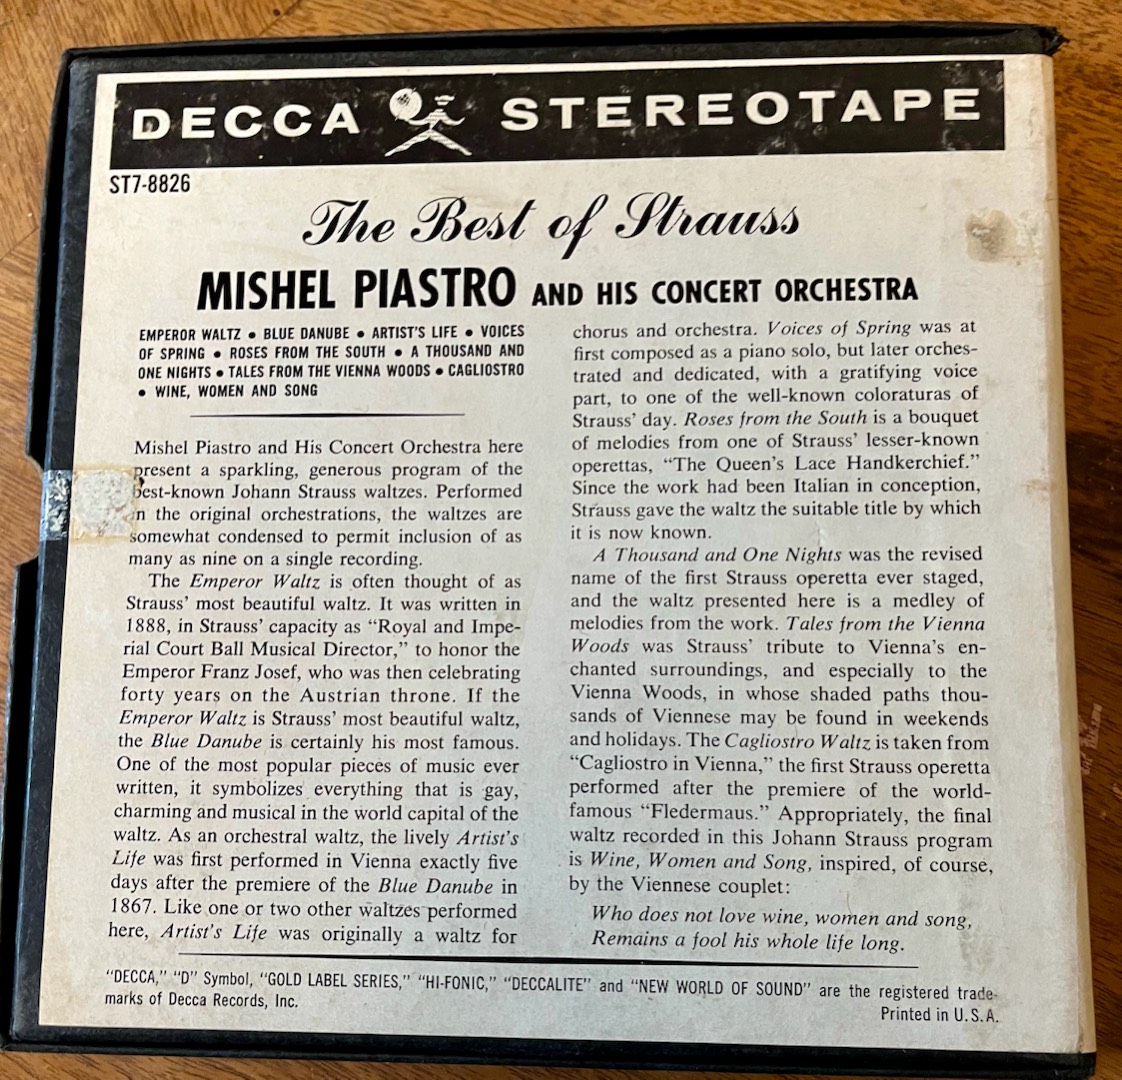 DECCA STEREOTAPE
ST7-8826
The Best of Strauss
MISHEL PIASTRO AND HIS CONCERT ORCHESTRA
EMPEROR WALTZ • BLUE DANUBE • ARTIST'S LIFE • VOICES
OF SPRING • ROSES FROM THE SOUTH • A THOUSAND AND
ONE NIGHTS • TALES FROM THE VIENNA WOODS • CAGLIOSTRO
• WINE, WOMEN AND SONG
Mishel Piastro and His Concert Orchestra here
present a sparkling, generous program of the
best-known Johann Strauss waltzes. Performed
in the original orchestrations, the waltzes are
somewhat condensed to permit inclusion of as
many as nine on a single recording.
The Emperor Waltz is often thought of as
Strauss' most beautiful waltz. It was written in
1888, in Strauss' capacity as "Royal and Impe-
rial Court Ball Musical Director," to honor the
Emperor Franz Josef, who was then celebrating
forty years on the Austrian throne. If the
Emperor Waltz is Strauss' most beautiful waltz,
the Blue Danube is certainly his most famous.
One of the most popular pieces of music ever
written, it symbolizes everything that is gay,
charming and musical in the world capital of the
waltz. As an orchestral waltz, the lively Artist's
Life was first performed in Vienna exactly five
days after the premiere of the Blue Danube in
1867. Like one or two other waltzes performed
here, Artist's Life was originally a waltz for
chorus and orchestra. Voices of Spring was at
first composed as a piano solo, but later orches-
trated and dedicated, with a gratifying voice
part, to one of the well-known coloraturas of
Strauss' day. Roses from the South is a bouquet
of melodies from one of Strauss' lesser-known
operettas, "The Queen's Lace Handkerchief."
Since the work had been Italian in conception,
Strauss gave the waltz the suitable title by which
it is now known.
A Thousand and One Nights was the revised
name of the first Strauss operetta ever staged,
and the waltz presented here is a medley of
melodies from the work. Tales from the Vienna
Woods was Strauss' tribute to Vienna's en-
chanted surroundings, and especially to the
Vienna Woods, in whose shaded paths thou-
sands of Viennese may be found in weekends
and holidays. The Cagliostro Waltz is taken from
"Cagliostro in Vienna," the first Strauss operetta
performed after the premiere of the world-
famous "Fledermaus." Appropriately, the final
waltz recorded in this Johann Strauss program
is Wine, Women and Song, inspired, of course,
by the Viennese couplet:
Who does not love wine, women and song,
Remains a fool his whole life long.
"DECCA," "D" Symbol, "GOLD LABEL SERIES," "HI-FONIC," "DECCALITE" and "NEW WORLD OF SOUND" are the registered trade-
marks of Decca Records, Inc.
Printed in U.S.A.